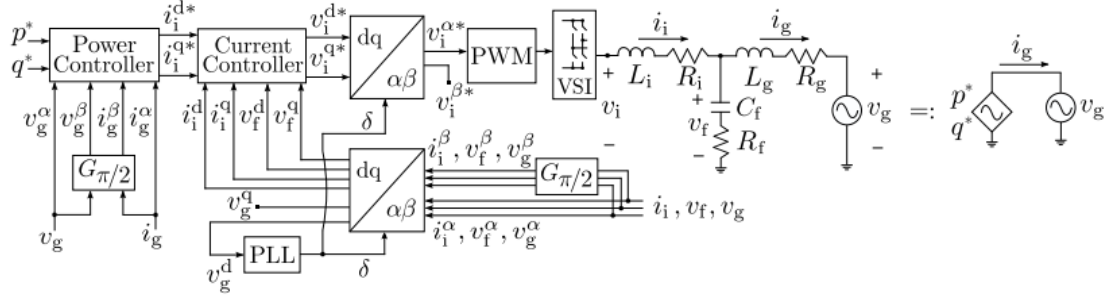 p* q*
Power Controller
i_i^{d*} i_i^{q*}
Current Controller
v_i^{d*} v_i^{q*}
dq αβ
v_i^{α*} v_i^{β*}
PWM
VSI
+ v_i −
i_i
L_i R_i
i_g
L_g R_g
+ v_f −
C_f
R_f
+ v_g −
=:
p* q*
i_g
v_g
v_g^α v_g^β i_g^β i_g^α
G_{π/2}
v_g i_g
i_i^d i_i^q v_f^d v_f^q
δ
dq αβ
i_i^β, v_f^β, v_g^β
G_{π/2}
i_i, v_f, v_g
i_i^α, v_f^α, v_g^α
v_g^q
v_g^d
PLL
δ